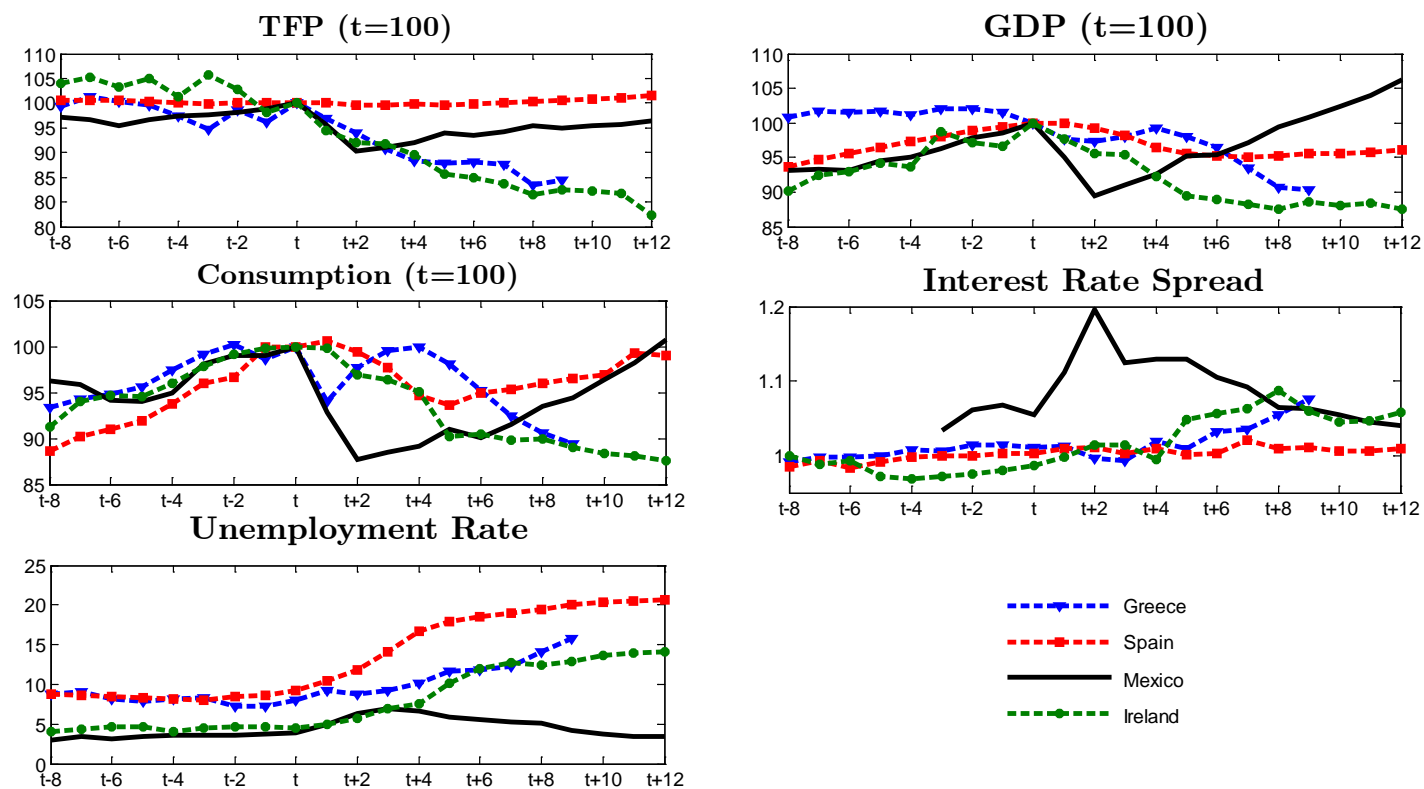 TFP (t=100)
110
105
100
95
90
85
80
t-8 t-6 t-4 t-2 t t+2 t+4 t+6 t+8 t+10 t+12
GDP (t=100)
110
105
100
95
90
85
t-8 t-6 t-4 t-2 t t+2 t+4 t+6 t+8 t+10 t+12
Consumption (t=100)
105
100
95
90
85
t-8 t-6 t-4 t-2 t t+2 t+4 t+6 t+8 t+10 t+12
Interest Rate Spread
1.2
1.1
1
t-8 t-6 t-4 t-2 t t+2 t+4 t+6 t+8 t+10 t+12
Unemployment Rate
25
20
15
10
5
0
t-8 t-6 t-4 t-2 t t+2 t+4 t+6 t+8 t+10 t+12
Greece
Spain
Mexico
Ireland